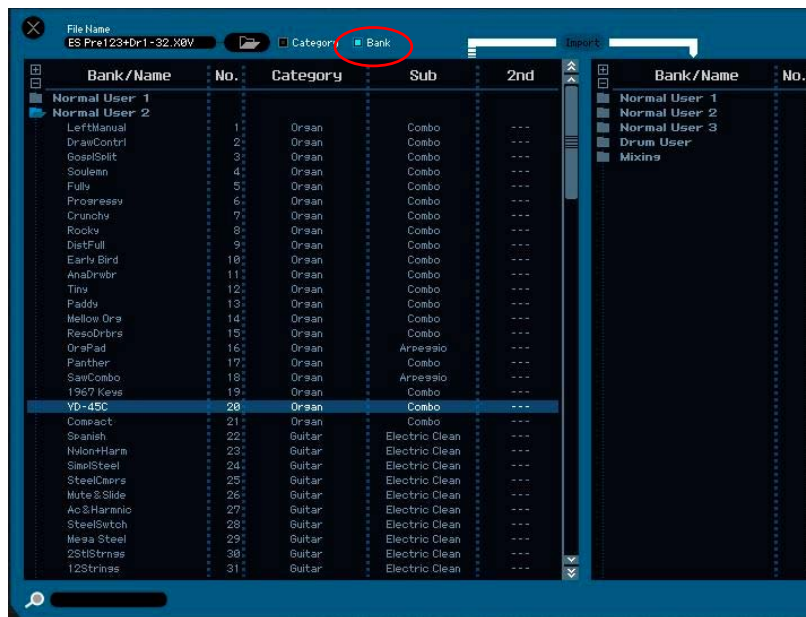 File Name
ES Pre123+Dr1-32.X0V Category Bank Import
Bank/Name No. Category Sub 2nd Bank/Name No.
Normal User 1 Normal User 1
Normal User 2 Normal User 2
LeftManual 1 Organ Combo --- Normal User 3
DrawContrl 2 Organ Combo --- Drum User
GosplSplit 3 Organ Combo --- Mixing
Soulemn 4 Organ Combo ---
Fully 5 Organ Combo ---
Progressy 6 Organ Combo ---
Crunchy 7 Organ Combo ---
Rocky 8 Organ Combo ---
DistFull 9 Organ Combo ---
Early Bird 10 Organ Combo ---
AnaDrwbr 11 Organ Combo ---
Tiny 12 Organ Combo ---
Paddy 13 Organ Combo ---
Mellow Org 14 Organ Combo ---
ResoDrbrs 15 Organ Combo ---
OrgPad 16 Organ Arpeggio ---
Panther 17 Organ Combo ---
SawCombo 18 Organ Arpeggio ---
1967 Keys 19 Organ Combo ---
YD-45C 20 Organ Combo ---
Compact 21 Organ Combo ---
Spanish 22 Guitar Electric Clean ---
Nylon+Harm 23 Guitar Electric Clean ---
SimplSteel 24 Guitar Electric Clean ---
SteelCmprs 25 Guitar Electric Clean ---
Mute&Slide 26 Guitar Electric Clean ---
Ac&Harmnic 27 Guitar Electric Clean ---
SteelSwtch 28 Guitar Electric Clean ---
Mega Steel 29 Guitar Electric Clean ---
2StlStrngs 30 Guitar Electric Clean ---
12Strings 31 Guitar Electric Clean ---